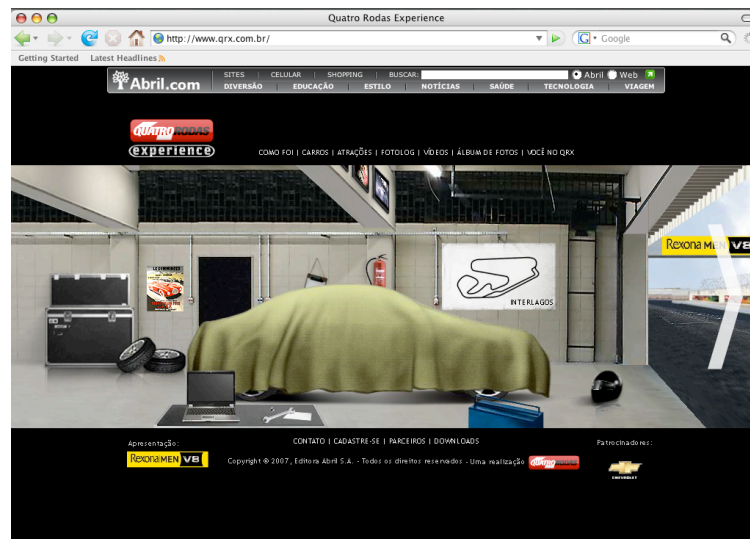 Quatro Rodas Experience
http://www.qrx.com.br/
G Google
Getting Started Latest Headlines
Abril.com
SITES | CELULAR | SHOPPING | BUSCAR: Abril Web
DIVERSÃO EDUCAÇÃO ESTILO NOTÍCIAS SAÚDE TECNOLOGIA VIAGEM
QUATRO RODAS
experience
COMO FOI | CARROS | ATRAÇÕES | FOTOLOG | VÍDEOS | ÁLBUM DE FOTOS | VOCÊ NO QRX
Rexona MEN V8
INTERLAGOS
CONTATO | CADASTRE-SE | PARCEIROS | DOWNLOADS
Apresentação:
Patrocinadores:
Rexona MEN V8
Copyright © 2007, Editora Abril S.A. - Todos os direitos reservados - Uma realização QUATRO RODAS
CHEVROLET